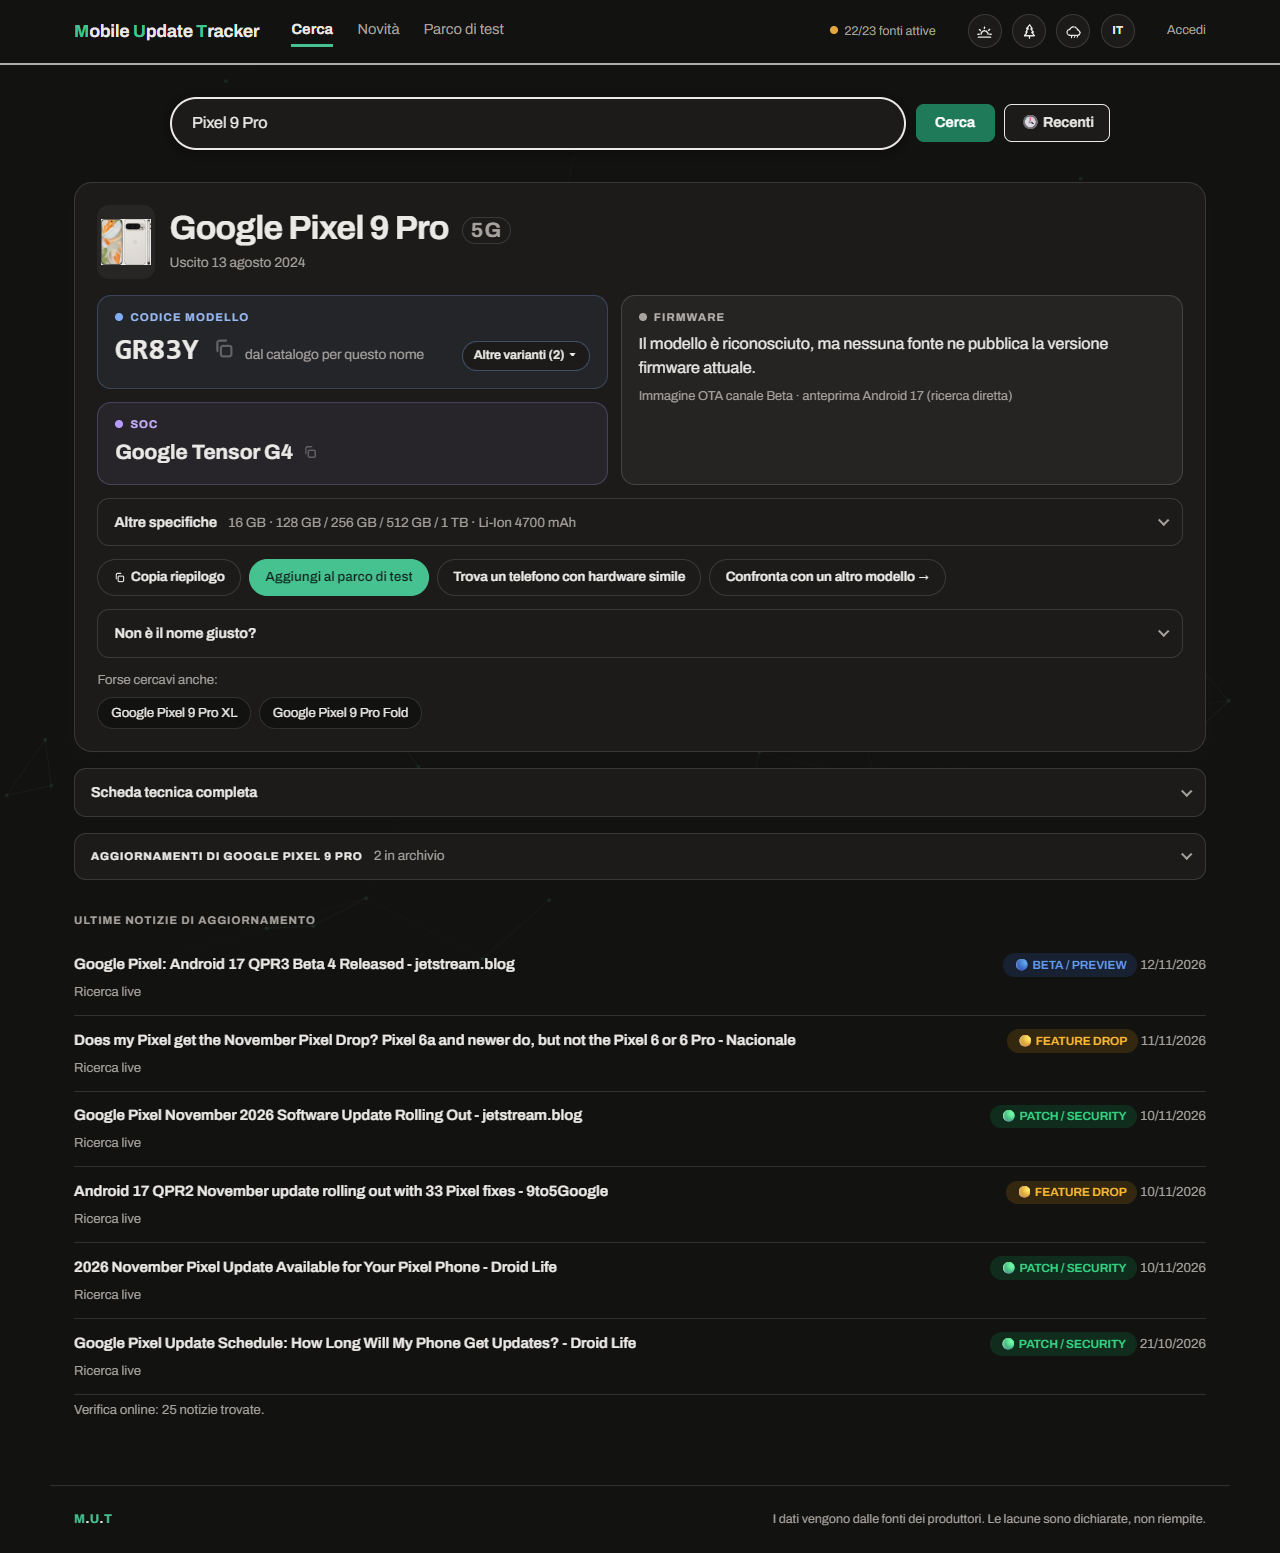 Mobile Update Tracker
Cerca
Novità
Parco di test
22/23 fonti attive
IT
Accedi
Pixel 9 Pro
Cerca
Recenti
Google Pixel 9 Pro 5G
Uscito 13 agosto 2024
CODICE MODELLO
GR83Y dal catalogo per questo nome
Altre varianti (2)
SOC
Google Tensor G4
FIRMWARE
Il modello è riconosciuto, ma nessuna fonte ne pubblica la versione
firmware attuale.
Immagine OTA canale Beta · anteprima Android 17 (ricerca diretta)
Altre specifiche 16 GB · 128 GB / 256 GB / 512 GB / 1 TB · Li-Ion 4700 mAh
Copia riepilogo
Aggiungi al parco di test
Trova un telefono con hardware simile
Confronta con un altro modello →
Non è il nome giusto?
Forse cercavi anche:
Google Pixel 9 Pro XL
Google Pixel 9 Pro Fold
Scheda tecnica completa
AGGIORNAMENTI DI GOOGLE PIXEL 9 PRO 2 in archivio
ULTIME NOTIZIE DI AGGIORNAMENTO
Google Pixel: Android 17 QPR3 Beta 4 Released - jetstream.blog
BETA / PREVIEW 12/11/2026
Ricerca live
Does my Pixel get the November Pixel Drop? Pixel 6a and newer do, but not the Pixel 6 or 6 Pro - Nacionale
FEATURE DROP 11/11/2026
Ricerca live
Google Pixel November 2026 Software Update Rolling Out - jetstream.blog
PATCH / SECURITY 10/11/2026
Ricerca live
Android 17 QPR2 November update rolling out with 33 Pixel fixes - 9to5Google
FEATURE DROP 10/11/2026
Ricerca live
2026 November Pixel Update Available for Your Pixel Phone - Droid Life
PATCH / SECURITY 10/11/2026
Ricerca live
Google Pixel Update Schedule: How Long Will My Phone Get Updates? - Droid Life
PATCH / SECURITY 21/10/2026
Ricerca live
Verifica online: 25 notizie trovate.
M.U.T
I dati vengono dalle fonti dei produttori. Le lacune sono dichiarate, non riempite.